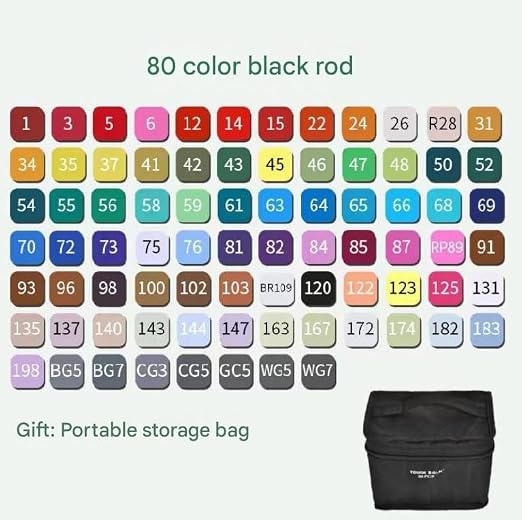 80 color black rod
1 3 5 6 12 14 15 22 24 26 R28 31
34 35 37 41 42 43 45 46 47 48 50 52
54 55 56 58 59 61 63 64 65 66 68 69
70 72 73 75 76 81 82 84 85 87 RP89 91
93 96 98 100 102 103 BR109 120 122 123 125 131
135 137 140 143 144 147 163 167 172 174 182 183
198 BG5 BG7 CG3 CG5 GC5 WG5 WG7
Gift: Portable storage bag